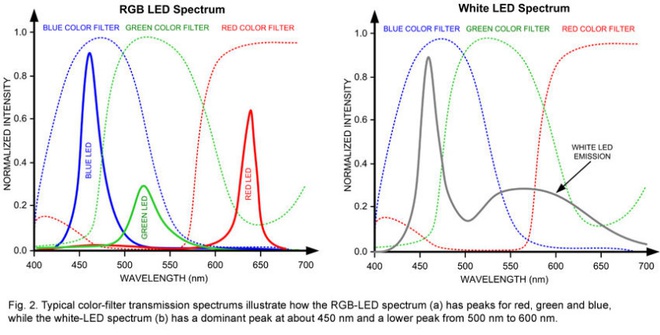 RGB LED Spectrum
BLUE COLOR FILTER GREEN COLOR FILTER RED COLOR FILTER
NORMALIZED INTENSITY
1.0
0.8
0.6
0.4
0.2
0.0
BLUE LED
GREEN LED
RED LED
400 450 500 550 600 650 700
WAVELENGTH (nm)
White LED Spectrum
BLUE COLOR FILTER GREEN COLOR FILTER RED COLOR FILTER
NORMALIZED INTENSITY
1.0
0.8
0.6
0.4
0.2
0.0
WHITE LED
EMISSION
400 450 500 550 600 650 700
WAVELENGTH (nm)
Fig. 2. Typical color-filter transmission spectrums illustrate how the RGB-LED spectrum (a) has peaks for red, green and blue,
while the white-LED spectrum (b) has a dominant peak at about 450 nm and a lower peak from 500 nm to 600 nm.